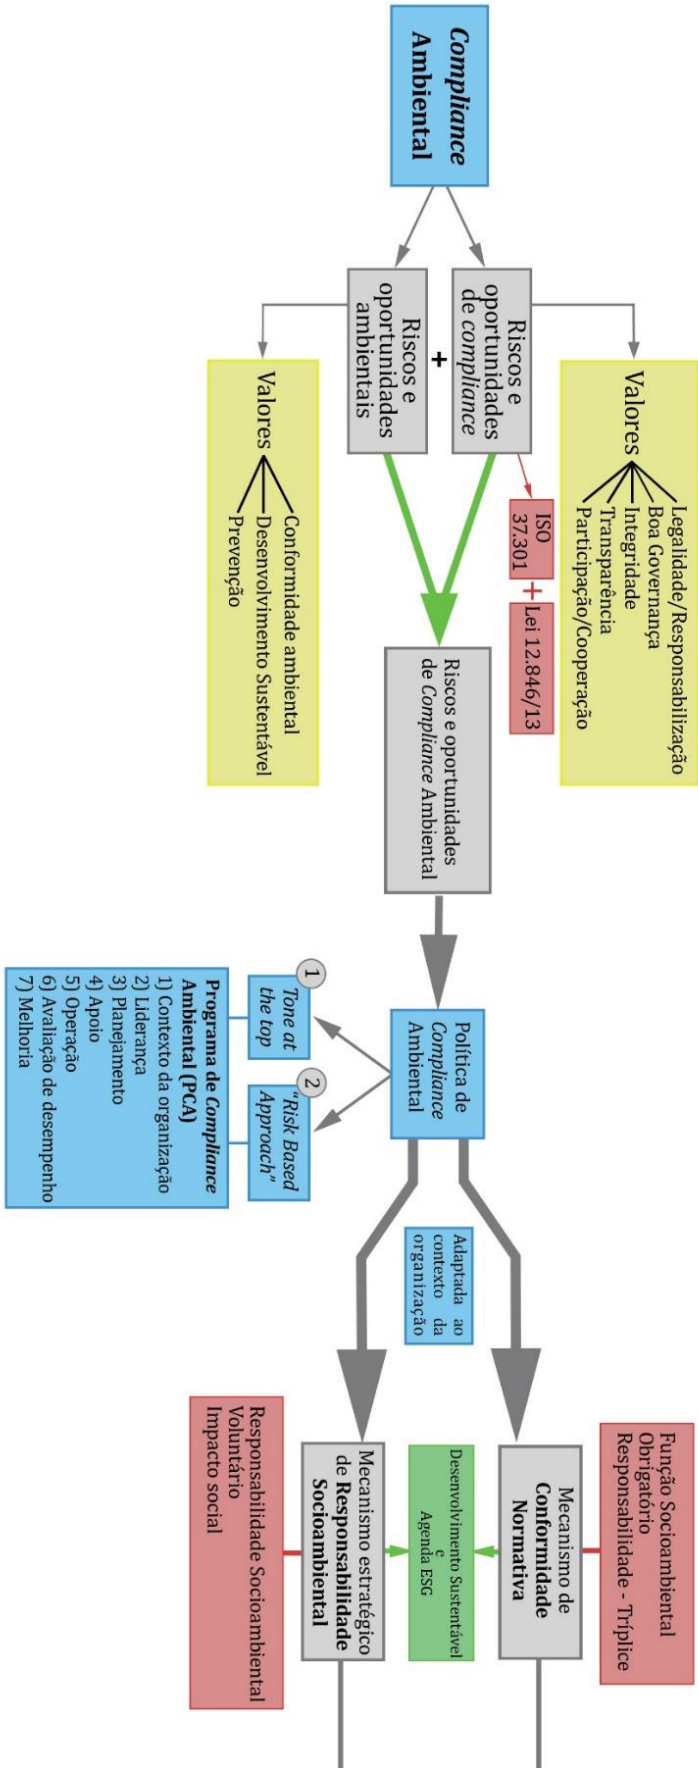 Compliance
Ambiental
Riscos e
oportunidades
de compliance
+
Riscos e
oportunidades
ambientais
Valores
Legalidade/Responsabilização
Boa Governança
Integridade
Transparência
Participação/Cooperação
ISO
37.301
+
Lei 12.846/13
Valores
Conformidade ambiental
Desenvolvimento Sustentável
Prevenção
Riscos e oportunidades
de Compliance Ambiental
Política de
Compliance
Ambiental
1
Tone at
the top
2
"Risk Based
Approach"
Programa de Compliance
Ambiental (PCA)
1) Contexto da organização
2) Liderança
3) Planejamento
4) Apoio
5) Operação
6) Avaliação de desempenho
7) Melhoria
Adaptada ao
contexto da
organização
Função Socioambiental
Obrigatório
Responsabilidade - Tríplice
Mecanismo de
Conformidade
Normativa
Desenvolvimento Sustentável
e
Agenda ESG
Mecanismo estratégico
de Responsabilidade
Socioambiental
Responsabilidade Socioambiental
Voluntário
Impacto social